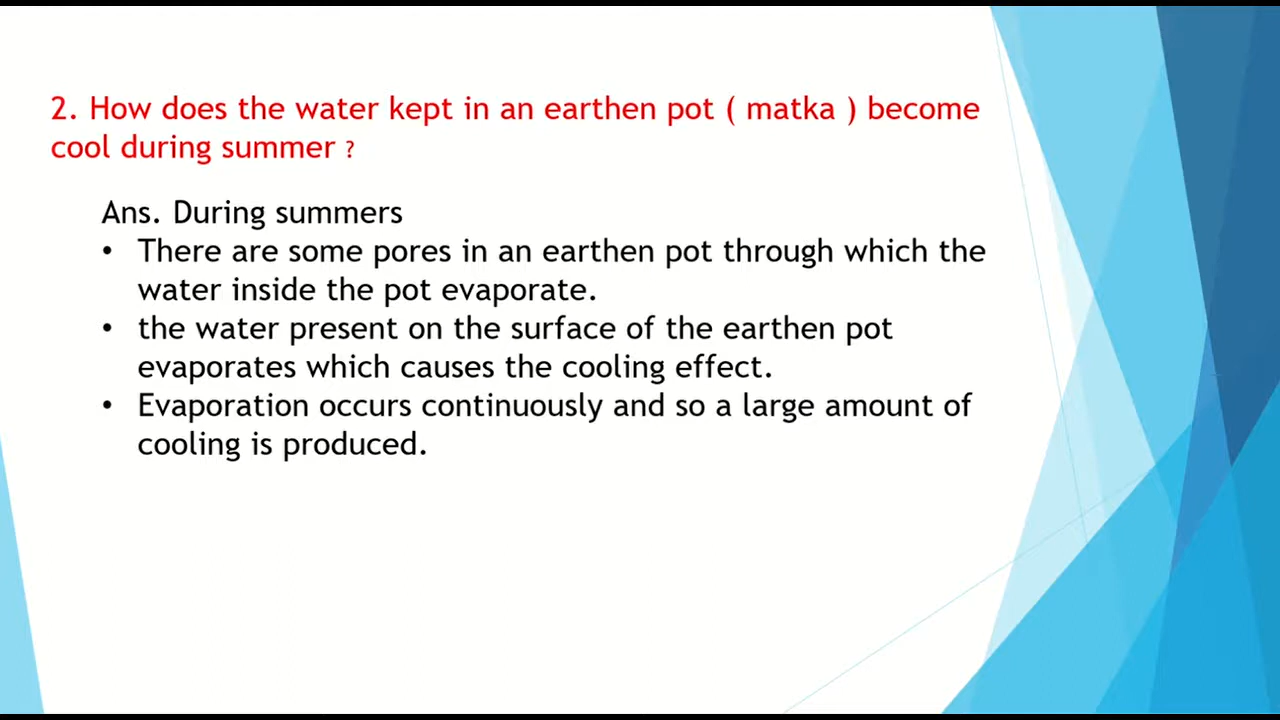 2. How does the water kept in an earthen pot ( matka ) become
cool during summer ?
Ans. During summers
• There are some pores in an earthen pot through which the
water inside the pot evaporate.
• the water present on the surface of the earthen pot
evaporates which causes the cooling effect.
• Evaporation occurs continuously and so a large amount of
cooling is produced.